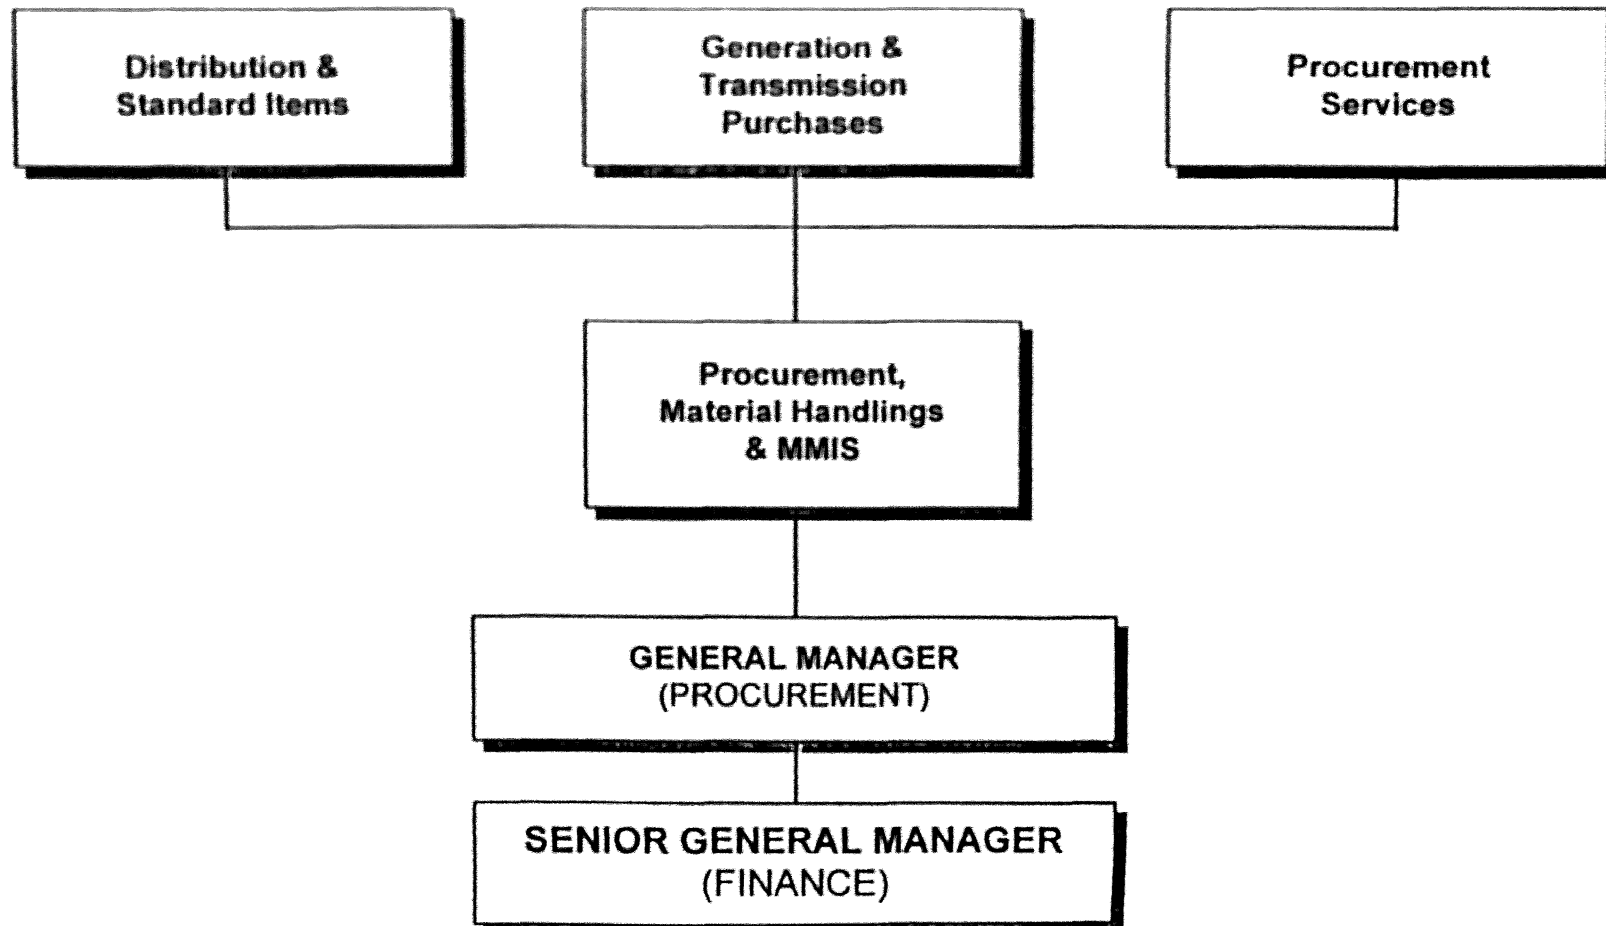 Distribution &
Standard Items
Generation &
Transmission
Purchases
Procurement
Services
Procurement,
Material Handlings
& MMIS
GENERAL MANAGER
(PROCUREMENT)
SENIOR GENERAL MANAGER
(FINANCE)